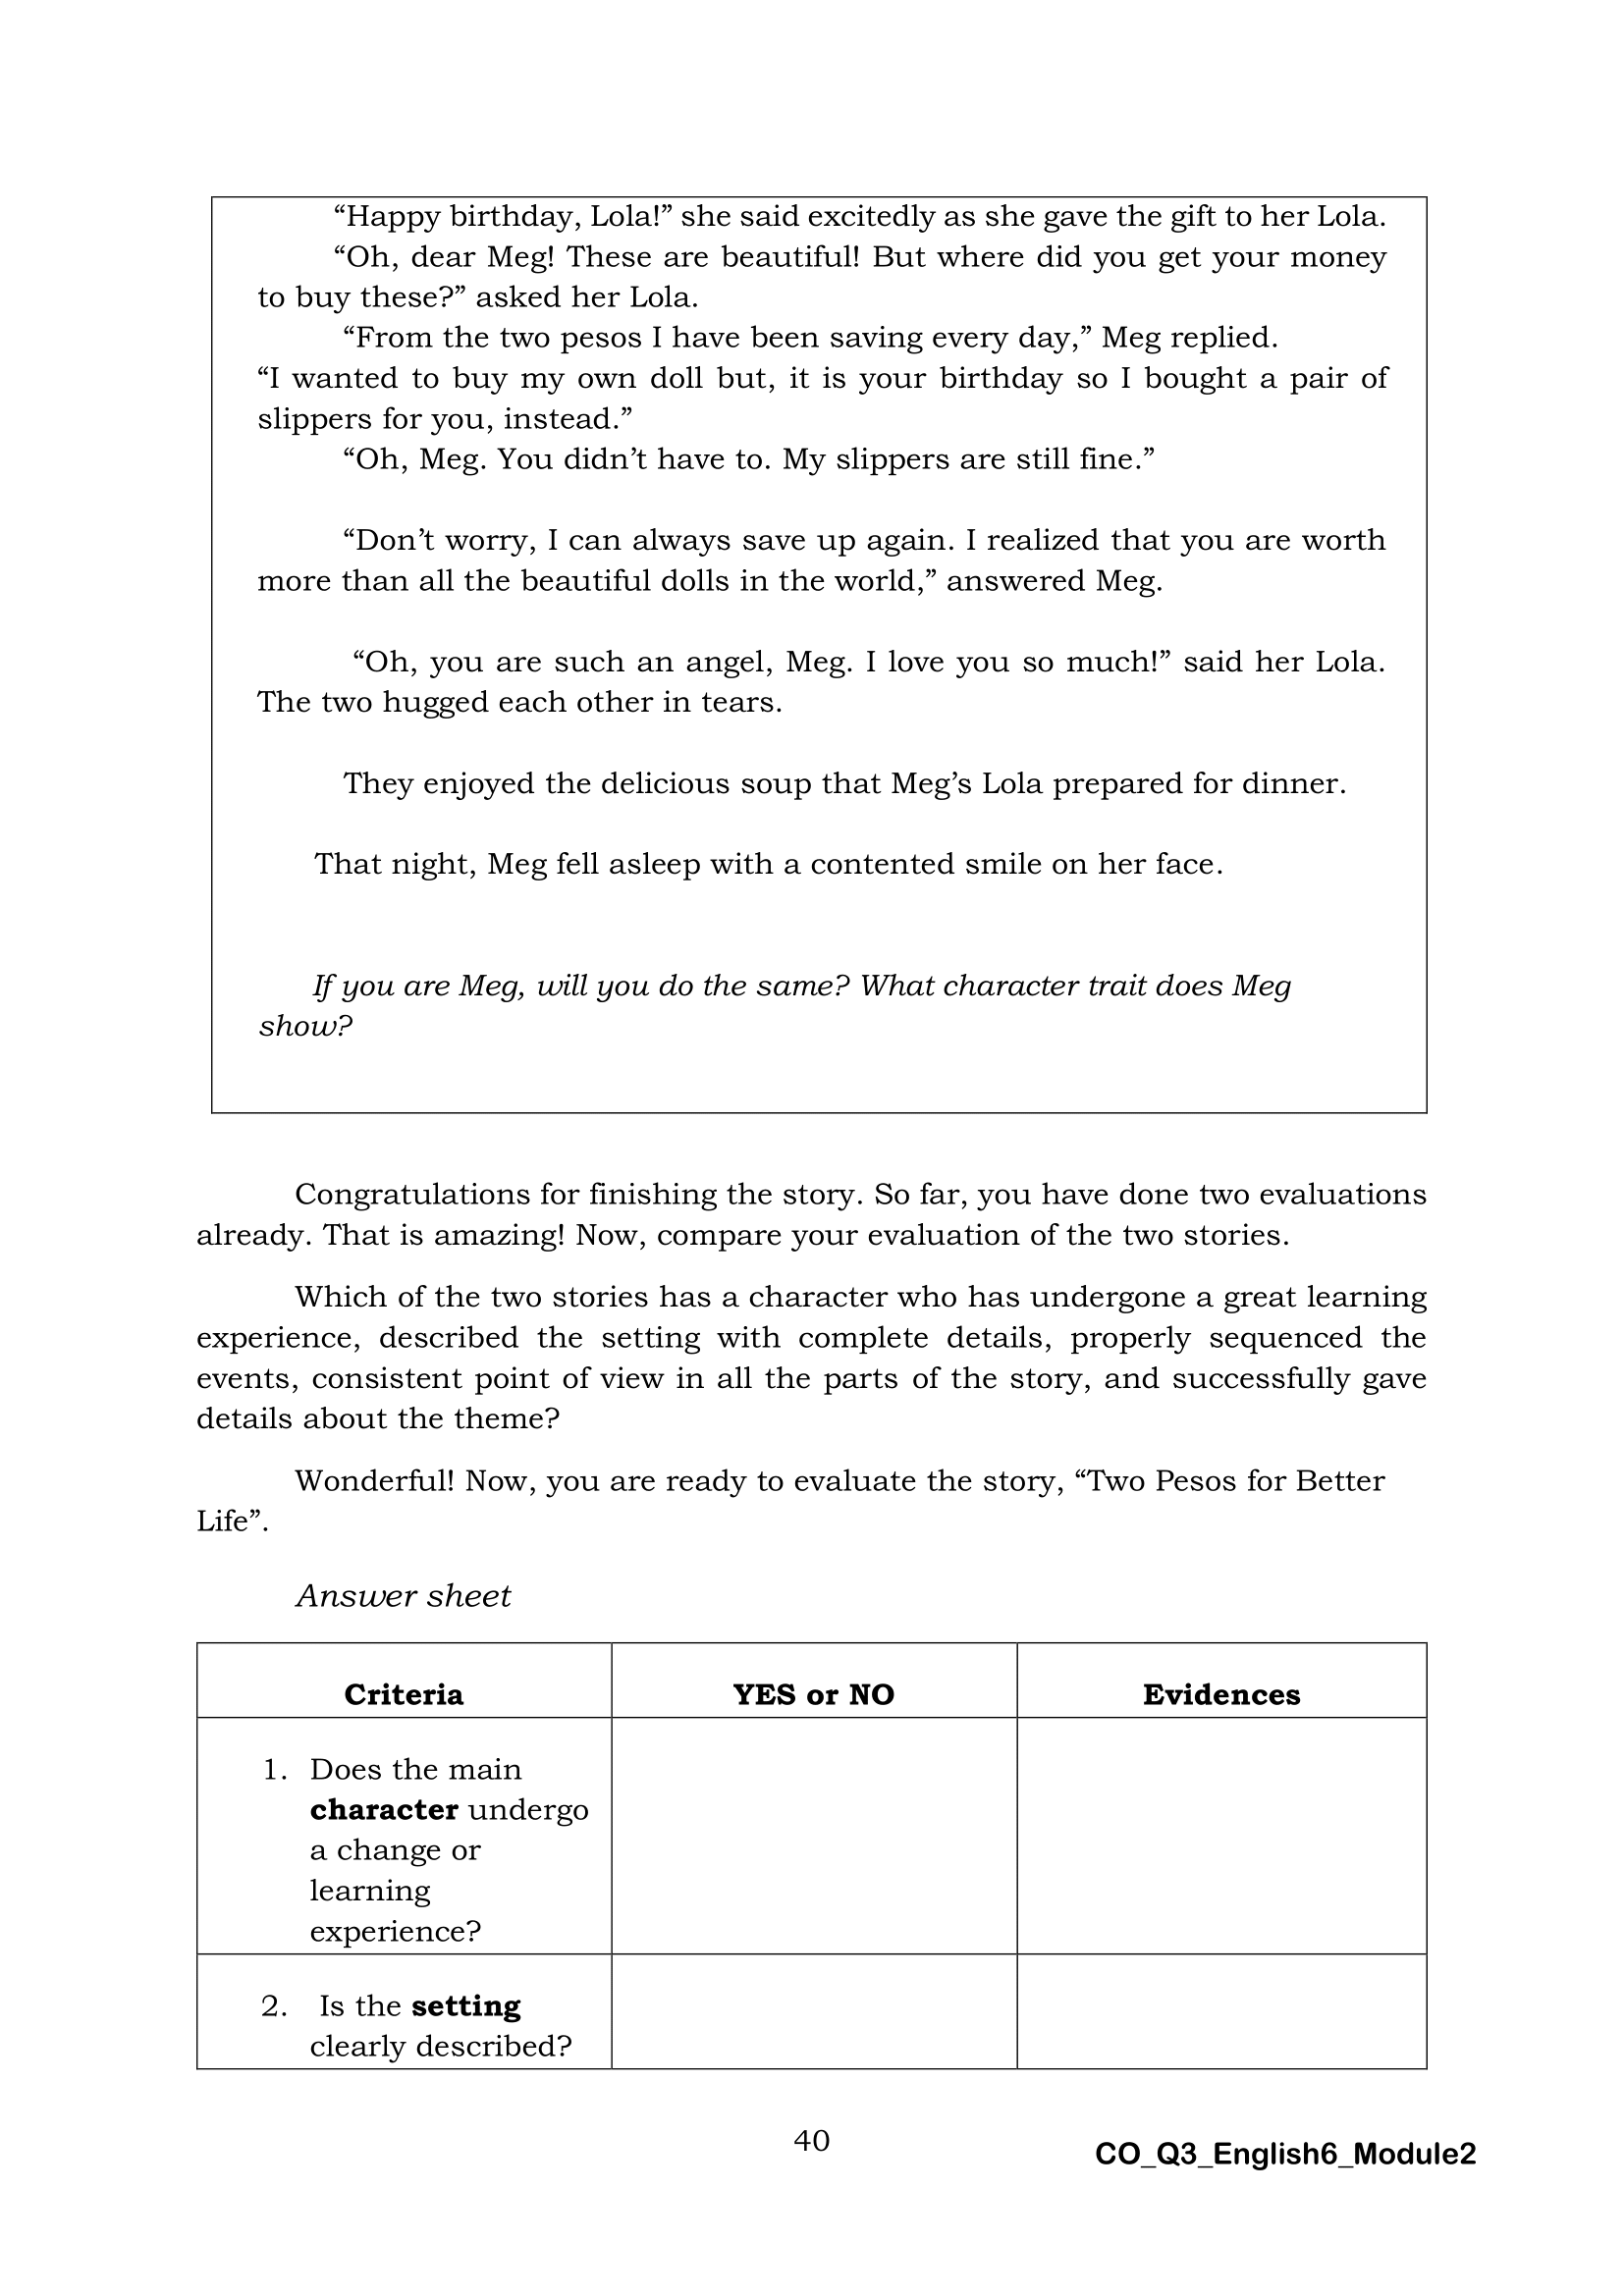 “Happy birthday, Lola!” she said excitedly as she gave the gift to her Lola.
“Oh, dear Meg! These are beautiful! But where did you get your money
to buy these?” asked her Lola.
“From the two pesos I have been saving every day,” Meg replied.
“I wanted to buy my own doll but, it is your birthday so I bought a pair of
slippers for you, instead.”
“Oh, Meg. You didn’t have to. My slippers are still fine.”
“Don’t worry, I can always save up again. I realized that you are worth
more than all the beautiful dolls in the world,” answered Meg.
“Oh, you are such an angel, Meg. I love you so much!” said her Lola.
The two hugged each other in tears.
They enjoyed the delicious soup that Meg’s Lola prepared for dinner.
That night, Meg fell asleep with a contented smile on her face.
If you are Meg, will you do the same? What character trait does Meg
show?
Congratulations for finishing the story. So far, you have done two evaluations
already. That is amazing! Now, compare your evaluation of the two stories.
Which of the two stories has a character who has undergone a great learning
experience, described the setting with complete details, properly sequenced the
events, consistent point of view in all the parts of the story, and successfully gave
details about the theme?
Wonderful! Now, you are ready to evaluate the story, “Two Pesos for Better
Life”.
Answer sheet
Criteria YES or NO Evidences
1. Does the main
character undergo
a change or
learning
experience?
2. Is the setting
clearly described?
40
CO_Q3_English6_Module2